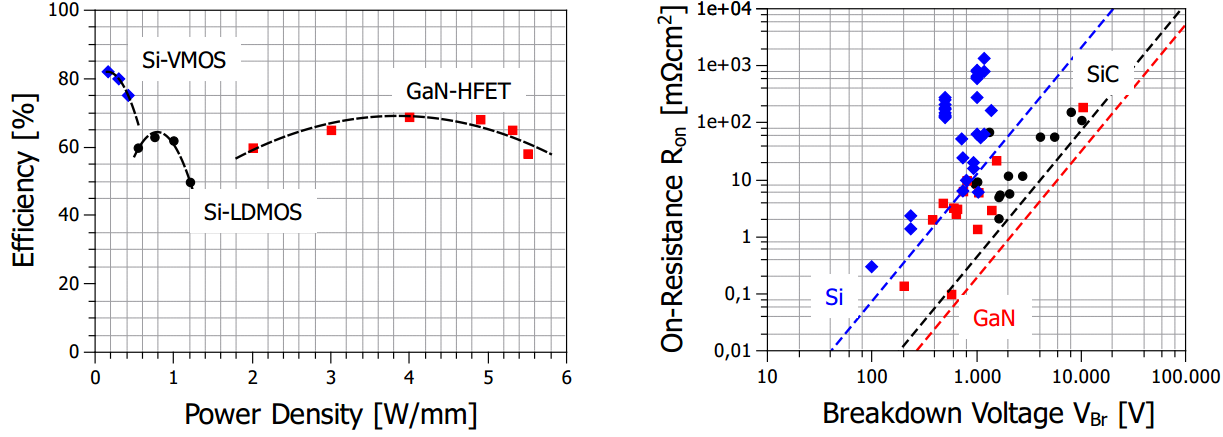 100
80
60
40
20
0
0 1 2 3 4 5 6
Efficiency [%]
Power Density [W/mm]
Si-VMOS
GaN-HFET
Si-LDMOS
1e+04
1e+03
1e+02
10
1
0,1
0,01
10 100 1.000 10.000 100.000
On-Resistance Ron [mΩcm²]
Breakdown Voltage VBr [V]
SiC
Si
GaN